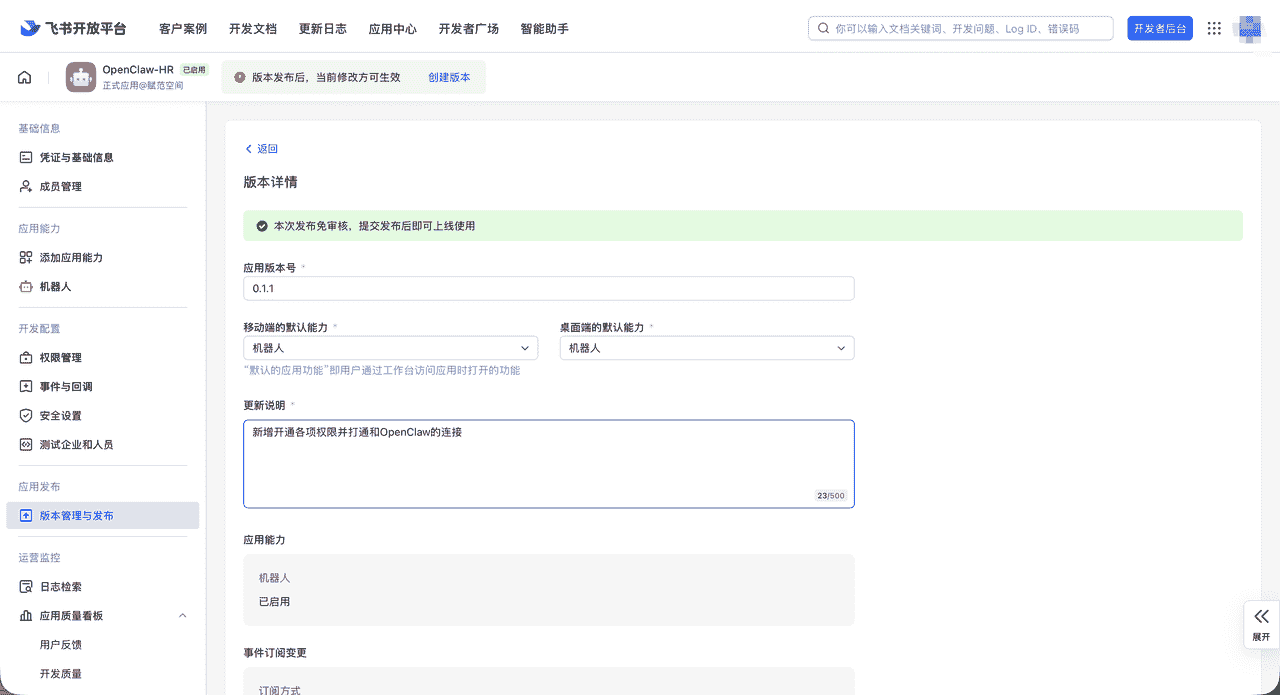 飞书开放平台
客户案例 开发文档 更新日志 应用中心 开发者广场 智能助手
你可以输入文档关键词、开发问题、Log ID、错误码
开发者后台
OpenClaw-HR 已启用
正式应用@赋范空间
版本发布后，当前修改方可生效 创建版本
基础信息
凭证与基础信息
成员管理
应用能力
添加应用能力
机器人
开发配置
权限管理
事件与回调
安全设置
测试企业和人员
应用发布
版本管理与发布
运营监控
日志检索
应用质量看板
用户反馈
开发质量
返回
版本详情
本次发布免审核，提交发布后即可上线使用
应用版本号 *
0.1.1
移动端的默认能力 * 桌面端的默认能力 *
机器人 机器人
“默认的应用功能”即用户通过工作台访问应用时打开的功能
更新说明 *
新增开通各项权限并打通和OpenClaw的连接
23/500
应用能力
机器人
已启用
事件订阅变更
订阅方式
展开